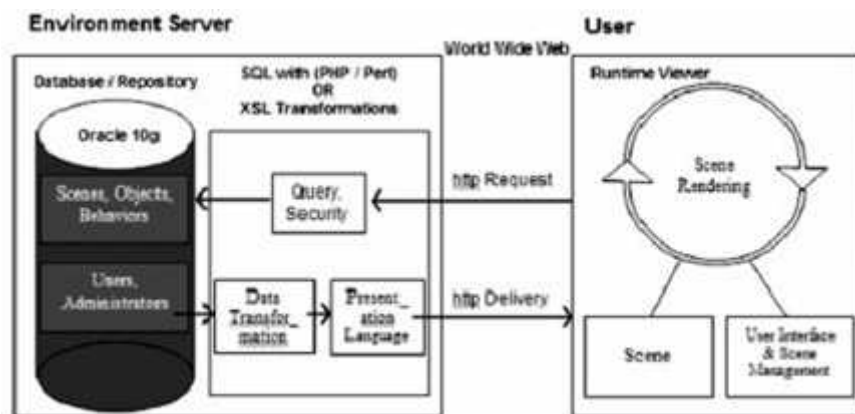 Environment Server
User
World Wide Web
Database / Repository
SQL with (PHP / Perl)
OR
XSL Transformations
Runtime Viewer
Oracle 10g
Scenes, Objects,
Behaviors
Query,
Security
http Request
Scene
Rendering
Users,
Administrators
Data
Transfor_
mation
Present_
ation
Language
http Delivery
Scene
User Interface
& Scene
Management